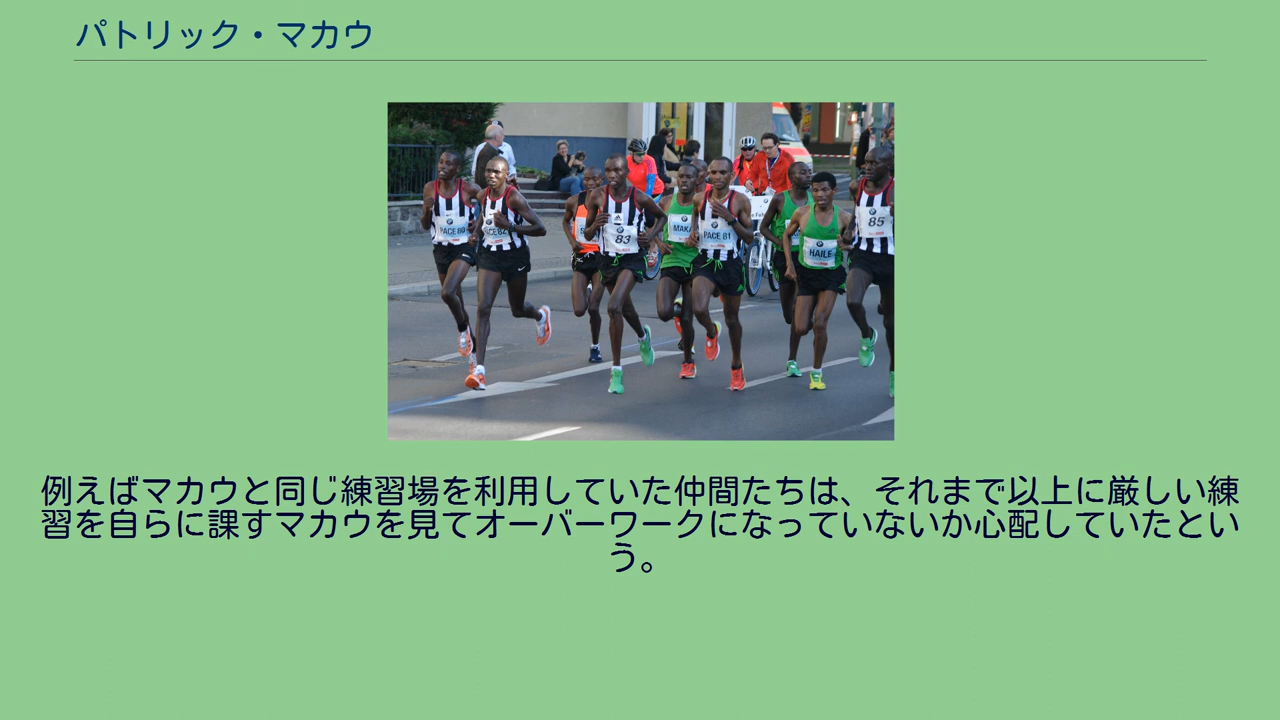 パトリック・マカウ
PACE 80
83
MAKA
PACE 81
HAILE
85
例えばマカウと同じ練習場を利用していた仲間たちは、それまで以上に厳しい練
習を自らに課すマカウを見てオーバーワークになっていないか心配していたとい
う。